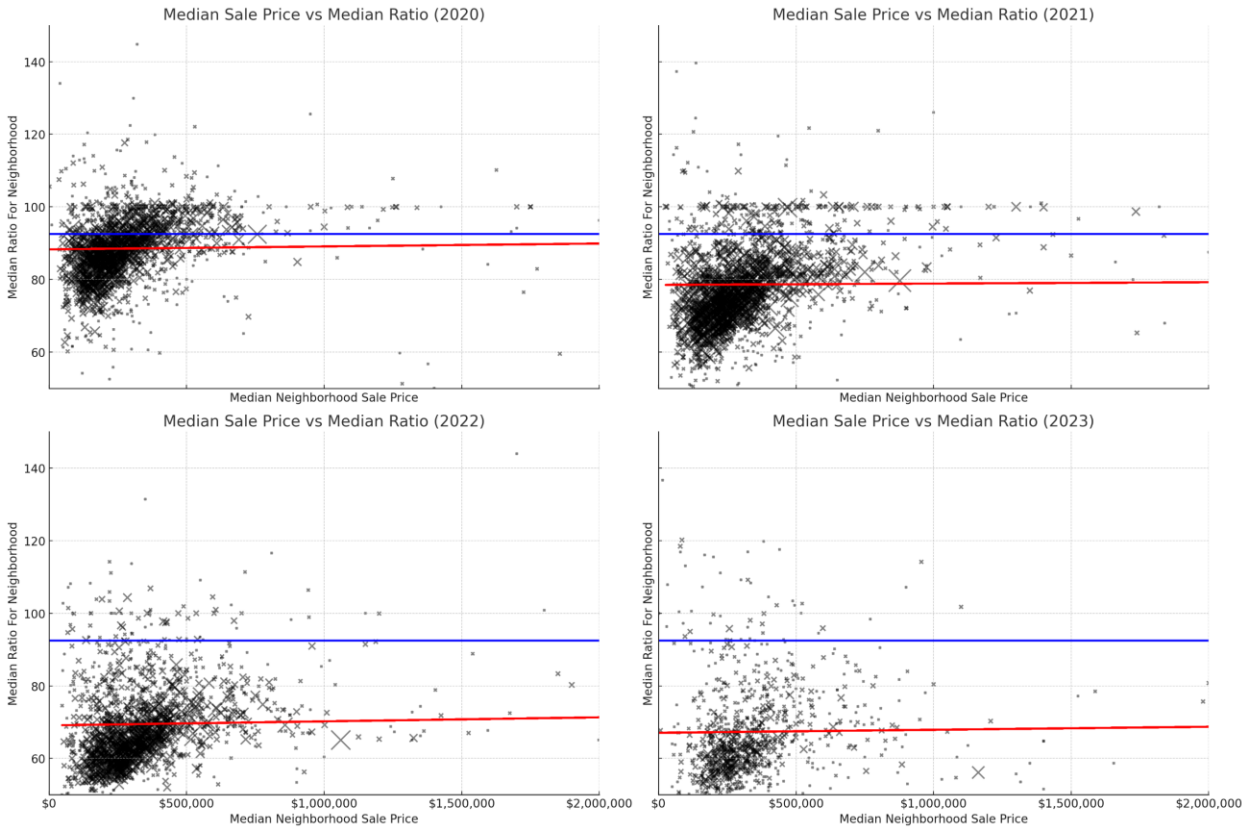 Median Sale Price vs Median Ratio (2020)
Median Ratio For Neighborhood
140
120
100
80
60
Median Neighborhood Sale Price
Median Sale Price vs Median Ratio (2021)
Median Ratio For Neighborhood
Median Neighborhood Sale Price
Median Sale Price vs Median Ratio (2022)
Median Ratio For Neighborhood
140
120
100
80
60
$0
$500,000
$1,000,000
$1,500,000
$2,000,000
Median Neighborhood Sale Price
Median Sale Price vs Median Ratio (2023)
Median Ratio For Neighborhood
$0
$500,000
$1,000,000
$1,500,000
$2,000,000
Median Neighborhood Sale Price